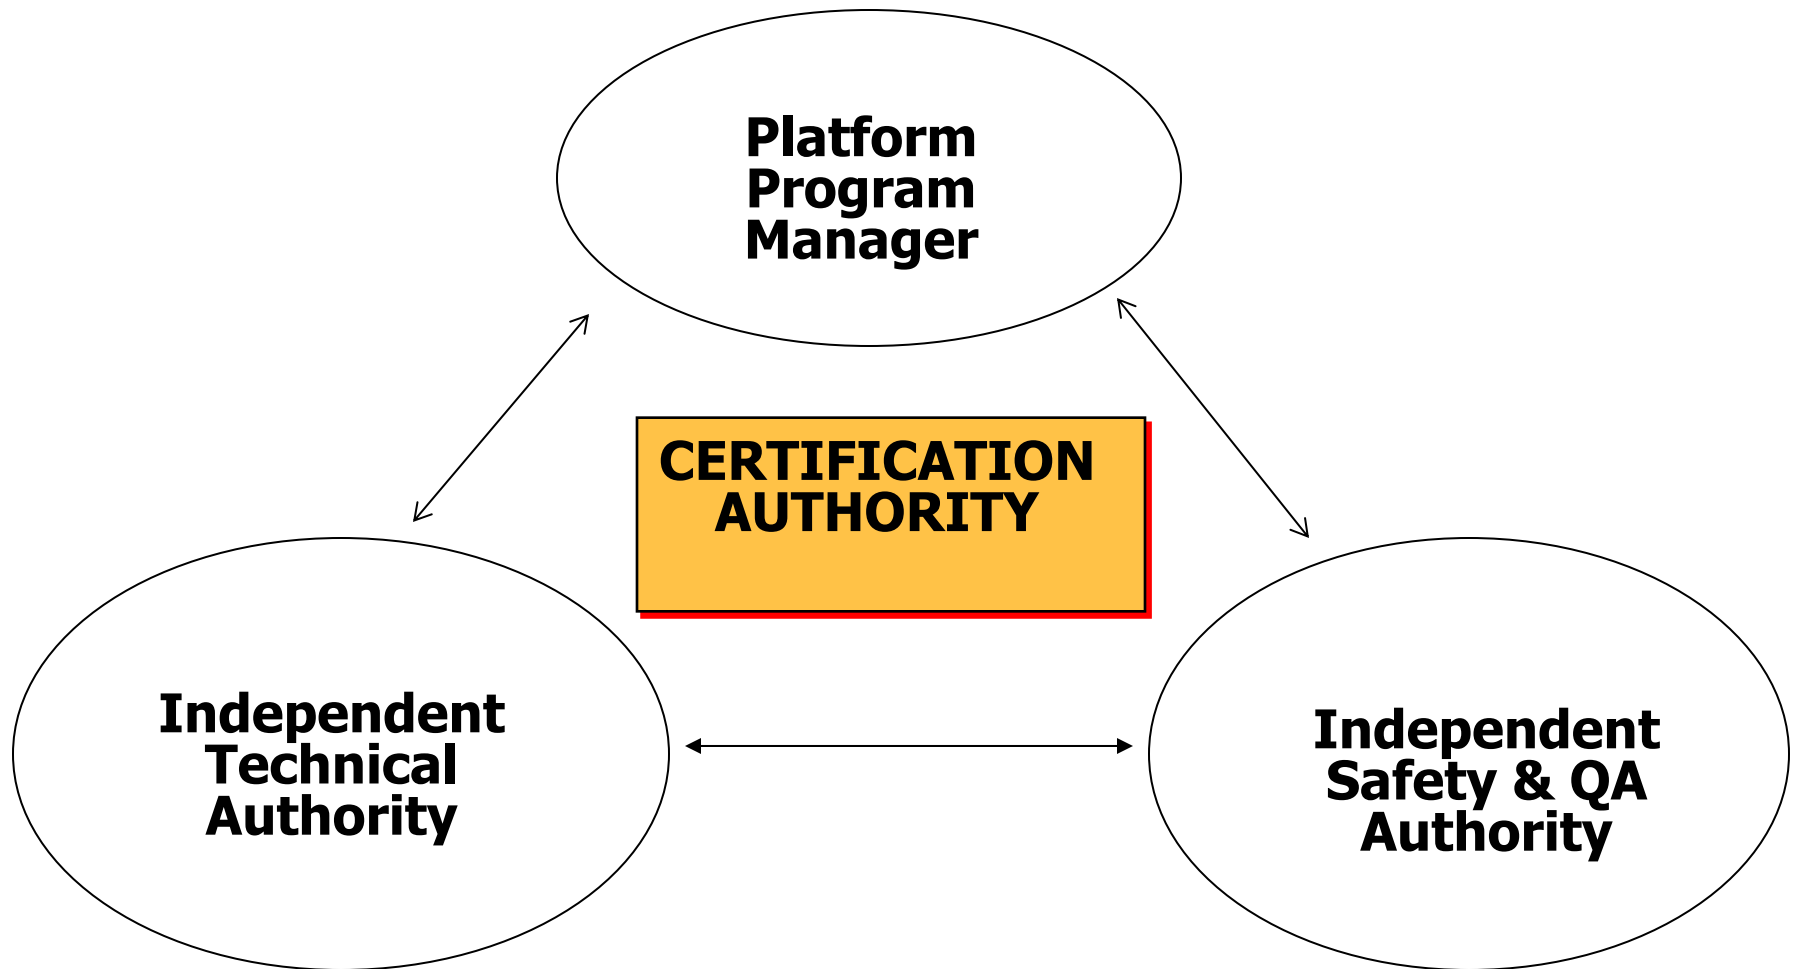 Platform
Program
Manager
CERTIFICATION
AUTHORITY
Independent
Technical
Authority
Independent
Safety & QA
Authority